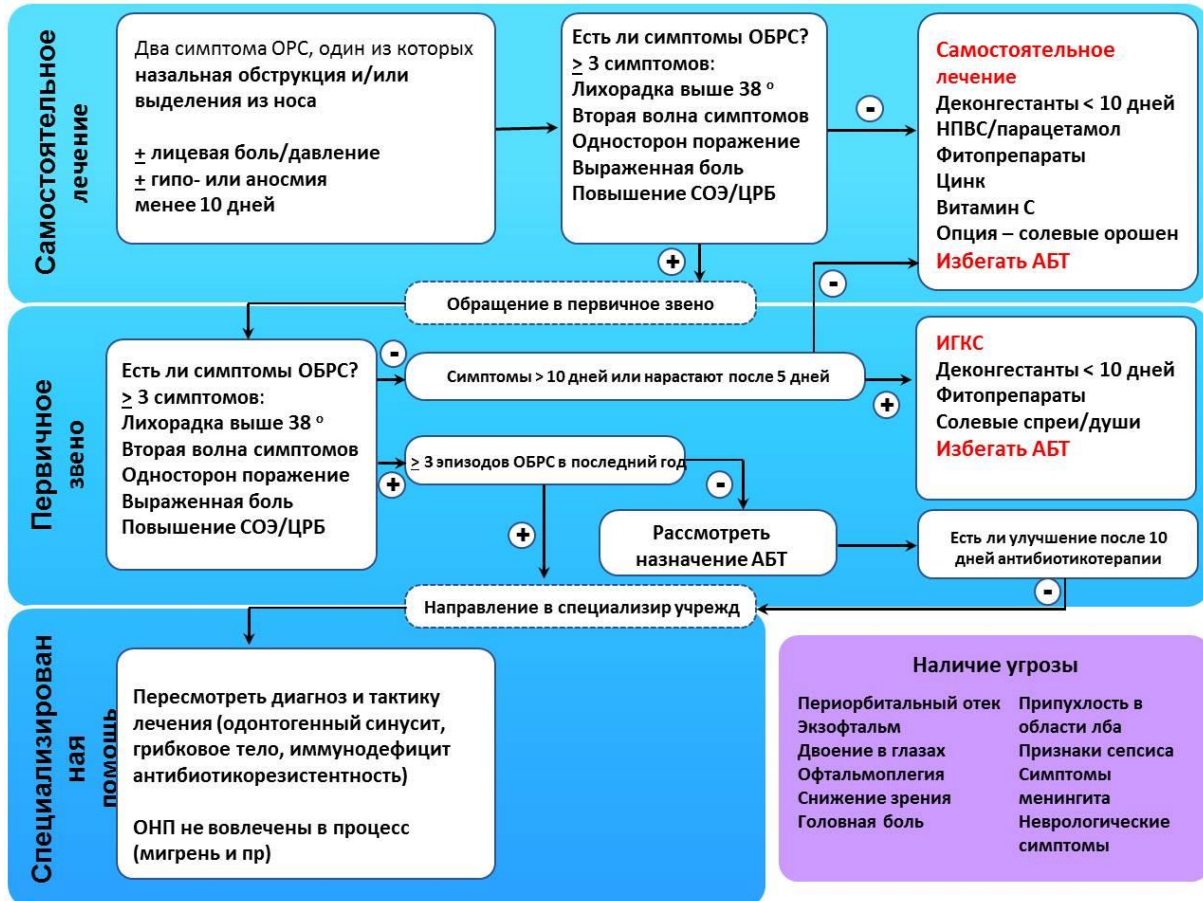 Самостоятельное
лечение
Два симптома ОРС, один из которых
назальная обструкция и/или
выделения из носа
+ лицевая боль/давление
+ гипо- или аносмия
менее 10 дней
Есть ли симптомы ОБРС?
> 3 симптомов:
Лихорадка выше 38 º
Вторая волна симптомов
Односторон поражение
Выраженная боль
Повышение СОЭ/ЦРБ
-
+
Самостоятельное
лечение
Деконгестанты < 10 дней
НПВС/парацетамол
Фитопрепараты
Цинк
Витамин С
Опция – солевые орошен
Избегать АБТ
-
Обращение в первичное звено
Первичное
звено
Есть ли симптомы ОБРС?
> 3 симптомов:
Лихорадка выше 38 º
Вторая волна симптомов
Односторон поражение
Выраженная боль
Повышение СОЭ/ЦРБ
-
Симптомы > 10 дней или нарастают после 5 дней
+
ИГКС
Деконгестанты < 10 дней
Фитопрепараты
Солевые спреи/души
Избегать АБТ
+
> 3 эпизодов ОБРС в последний год
-
+
Рассмотреть
назначение АБТ
Есть ли улучшение после 10
дней антибиотикотерапии
-
Направление в специализир учрежд
Специализирован
ная
помощь
Пересмотреть диагноз и тактику
лечения (одонтогенный синусит,
грибковое тело, иммунодефицит
антибиотикорезистентность)
ОНП не вовлечены в процесс
(мигрень и пр)
Наличие угрозы
Периорбитальный отек
Экзофтальм
Двоение в глазах
Офтальмоплегия
Снижение зрения
Головная боль
Припухлость в
области лба
Признаки сепсиса
Симптомы
менингита
Неврологические
симптомы